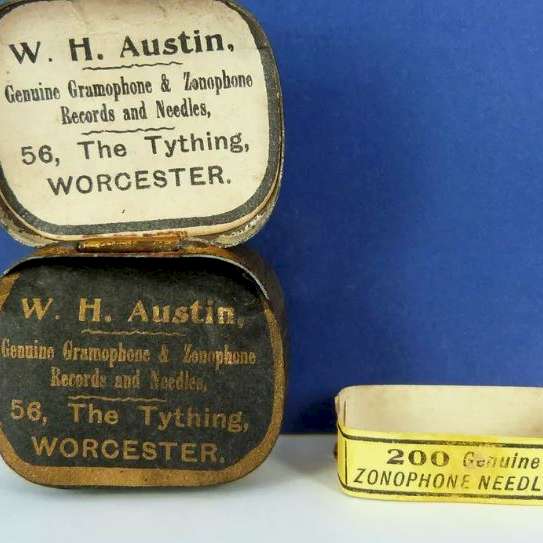 W. H. Austin,
Genuine Gramophone & Zonophone
Records and Needles,
56, The Tything,
WORCESTER.
W. H. Austin,
Genuine Gramophone & Zonophone
Records and Needles,
56, The Tything,
WORCESTER.
200 Genuine
ZONOPHONE NEEDL